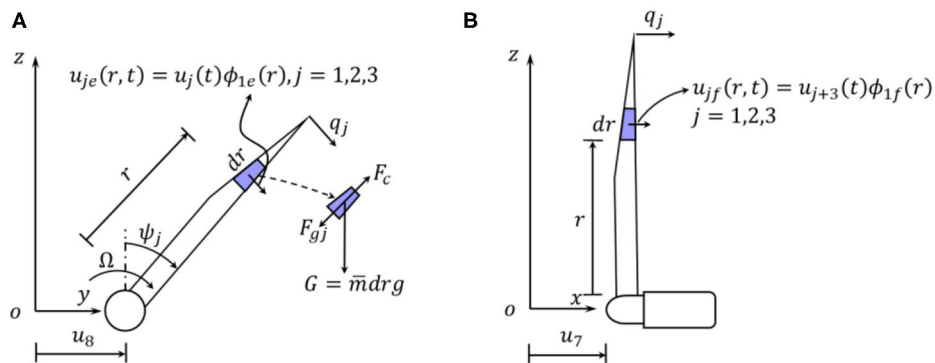 A
z
u_{je}(r,t) = u_j(t)ϕ_{1e}(r), j = 1,2,3
q_j
dr
r
F_c
F_{gj}
ψ_j
Ω
G = m̅drg
y
o
u_8
B
q_j
z
u_{jf}(r,t) = u_{j+3}(t)ϕ_{1f}(r)
j = 1,2,3
dr
r
x
o
u_7